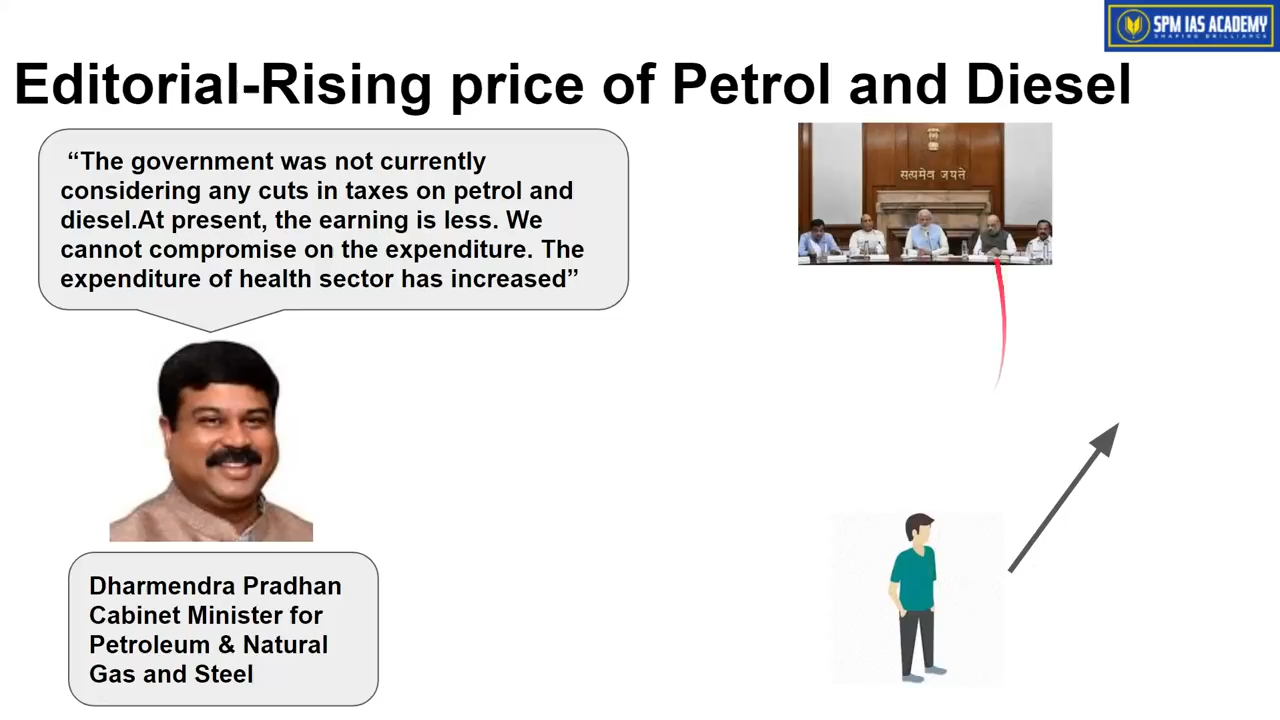 SPM IAS ACADEMY
SHAPING BRILLIANCE
Editorial-Rising price of Petrol and Diesel
“The government was not currently
considering any cuts in taxes on petrol and
diesel.At present, the earning is less. We
cannot compromise on the expenditure. The
expenditure of health sector has increased”
सत्यमेव जयते
Dharmendra Pradhan
Cabinet Minister for
Petroleum & Natural
Gas and Steel